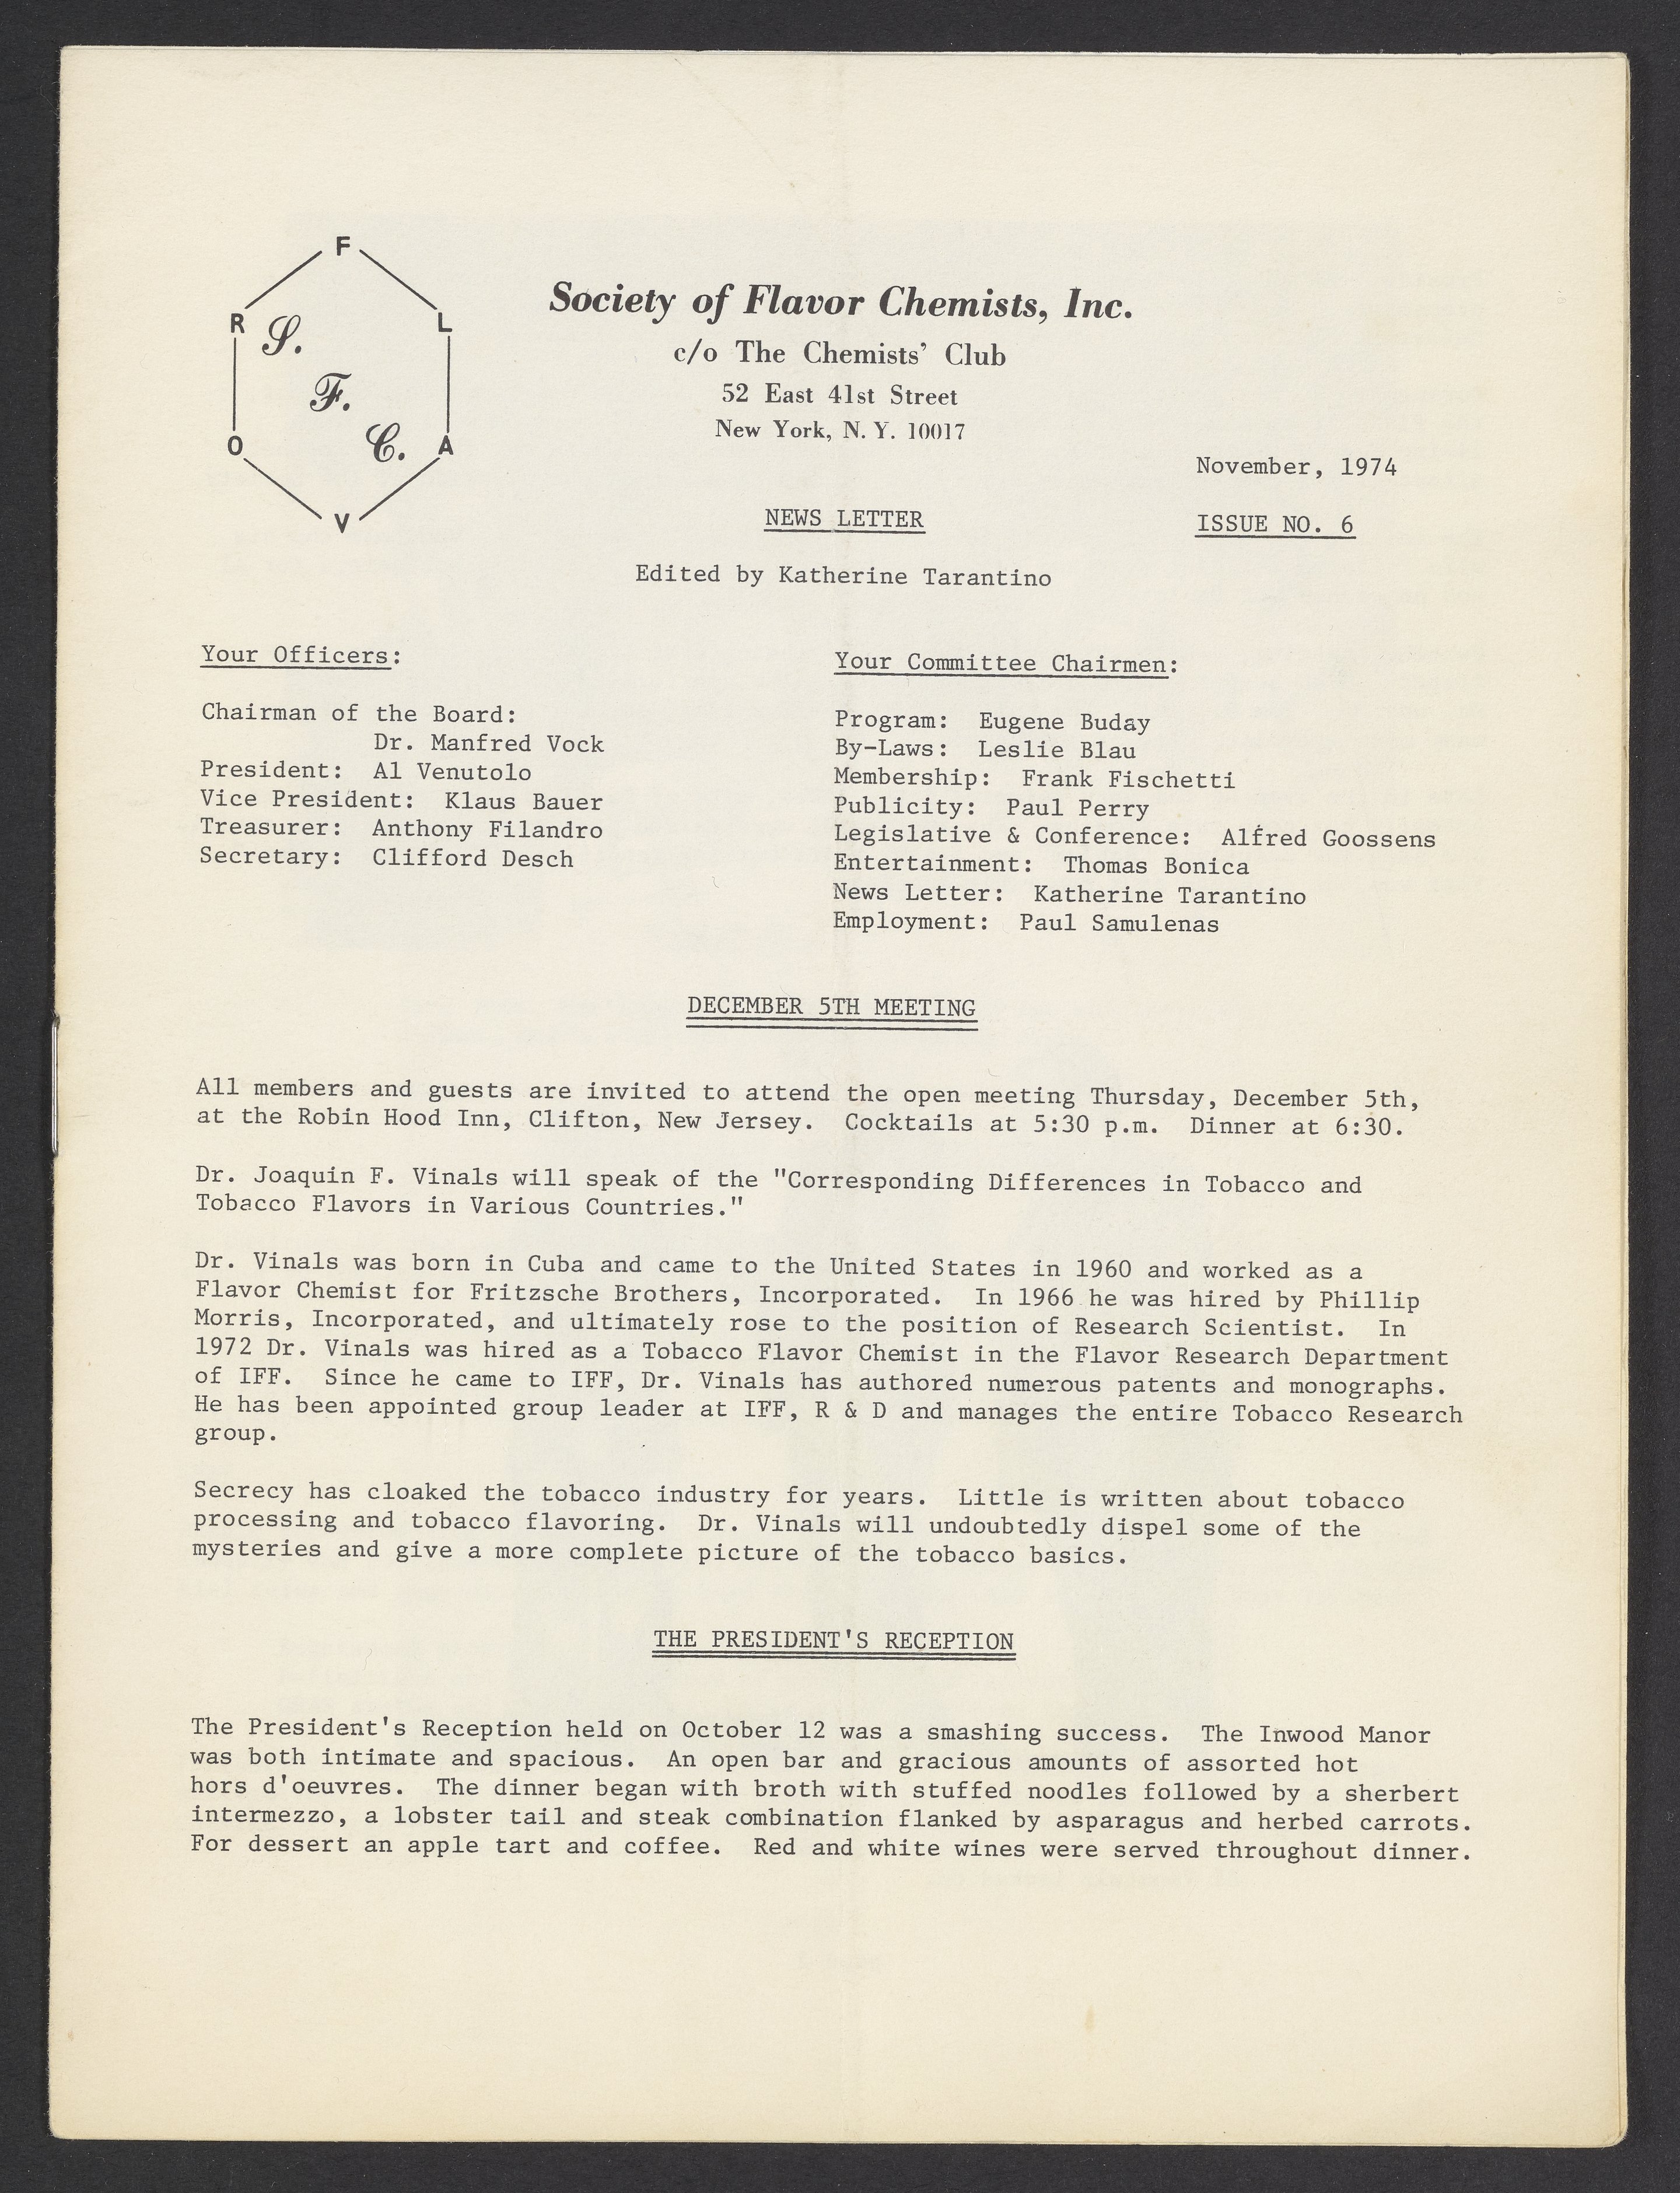 F
R
L
S.
F.
C.
O
A
V
Society of Flavor Chemists, Inc.
c/o The Chemists' Club
52 East 41st Street
New York, N. Y. 10017
November, 1974
NEWS LETTER
ISSUE NO. 6
Edited by Katherine Tarantino
Your Officers:
Chairman of the Board:
Dr. Manfred Vock
President: Al Venutolo
Vice President: Klaus Bauer
Treasurer: Anthony Filandro
Secretary: Clifford Desch
Your Committee Chairmen:
Program: Eugene Buday
By-Laws: Leslie Blau
Membership: Frank Fischetti
Publicity: Paul Perry
Legislative & Conference: Alfred Goossens
Entertainment: Thomas Bonica
News Letter: Katherine Tarantino
Employment: Paul Samulenas
DECEMBER 5TH MEETING
All members and guests are invited to attend the open meeting Thursday, December 5th,
at the Robin Hood Inn, Clifton, New Jersey. Cocktails at 5:30 p.m. Dinner at 6:30.
Dr. Joaquin F. Vinals will speak of the "Corresponding Differences in Tobacco and
Tobacco Flavors in Various Countries."
Dr. Vinals was born in Cuba and came to the United States in 1960 and worked as a
Flavor Chemist for Fritzsche Brothers, Incorporated. In 1966 he was hired by Phillip
Morris, Incorporated, and ultimately rose to the position of Research Scientist. In
1972 Dr. Vinals was hired as a Tobacco Flavor Chemist in the Flavor Research Department
of IFF. Since he came to IFF, Dr. Vinals has authored numerous patents and monographs.
He has been appointed group leader at IFF, R & D and manages the entire Tobacco Research
group.
Secrecy has cloaked the tobacco industry for years. Little is written about tobacco
processing and tobacco flavoring. Dr. Vinals will undoubtedly dispel some of the
mysteries and give a more complete picture of the tobacco basics.
THE PRESIDENT'S RECEPTION
The President's Reception held on October 12 was a smashing success. The Inwood Manor
was both intimate and spacious. An open bar and gracious amounts of assorted hot
hors d'oeuvres. The dinner began with broth with stuffed noodles followed by a sherbert
intermezzo, a lobster tail and steak combination flanked by asparagus and herbed carrots.
For dessert an apple tart and coffee. Red and white wines were served throughout dinner.